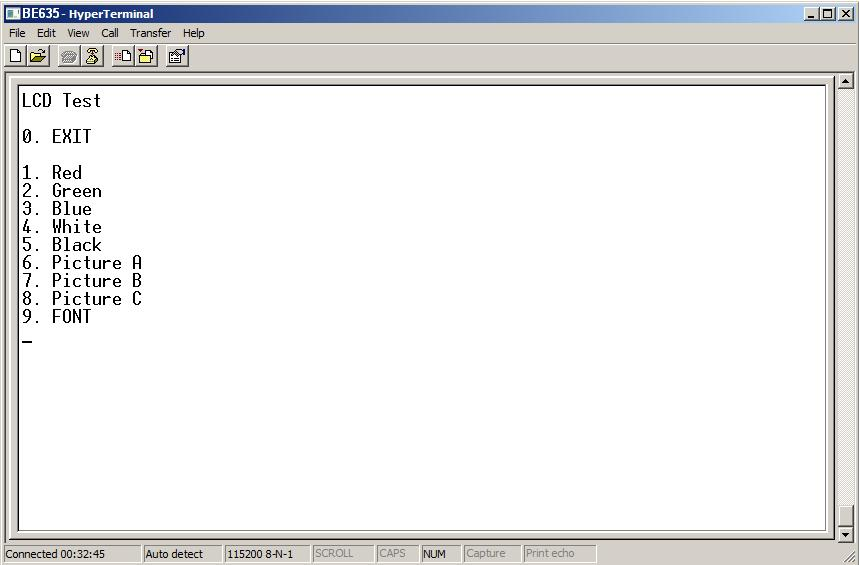 BE635 - HyperTerminal
File Edit View Call Transfer Help
LCD Test
0. EXIT
1. Red
2. Green
3. Blue
4. White
5. Black
6. Picture A
7. Picture B
8. Picture C
9. FONT
_
Connected 00:32:45 Auto detect 115200 8-N-1 SCROLL CAPS NUM Capture Print echo